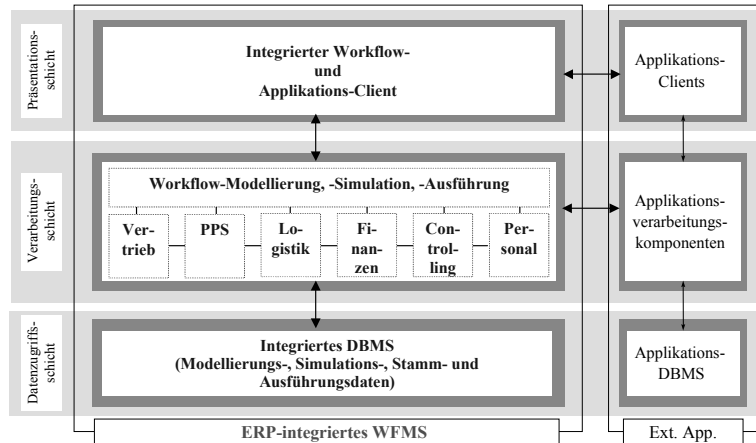 Präsentations-
schicht
Integrierter Workflow-
und
Applikations-Client
Applikations-
Clients
Verarbeitungs-
schicht
Workflow-Modellierung, -Simulation, -Ausführung
Ver-
trieb
PPS
Lo-
gistik
Fi-
nan-
zen
Con-
trol-
ling
Per-
sonal
Applikations-
verarbeitungs-
komponenten
Datenzugriffs-
schicht
Integriertes DBMS
(Modellierungs-, Simulations-, Stamm- und
Ausführungsdaten)
Applikations-
DBMS
ERP-integriertes WFMS
Ext. App.